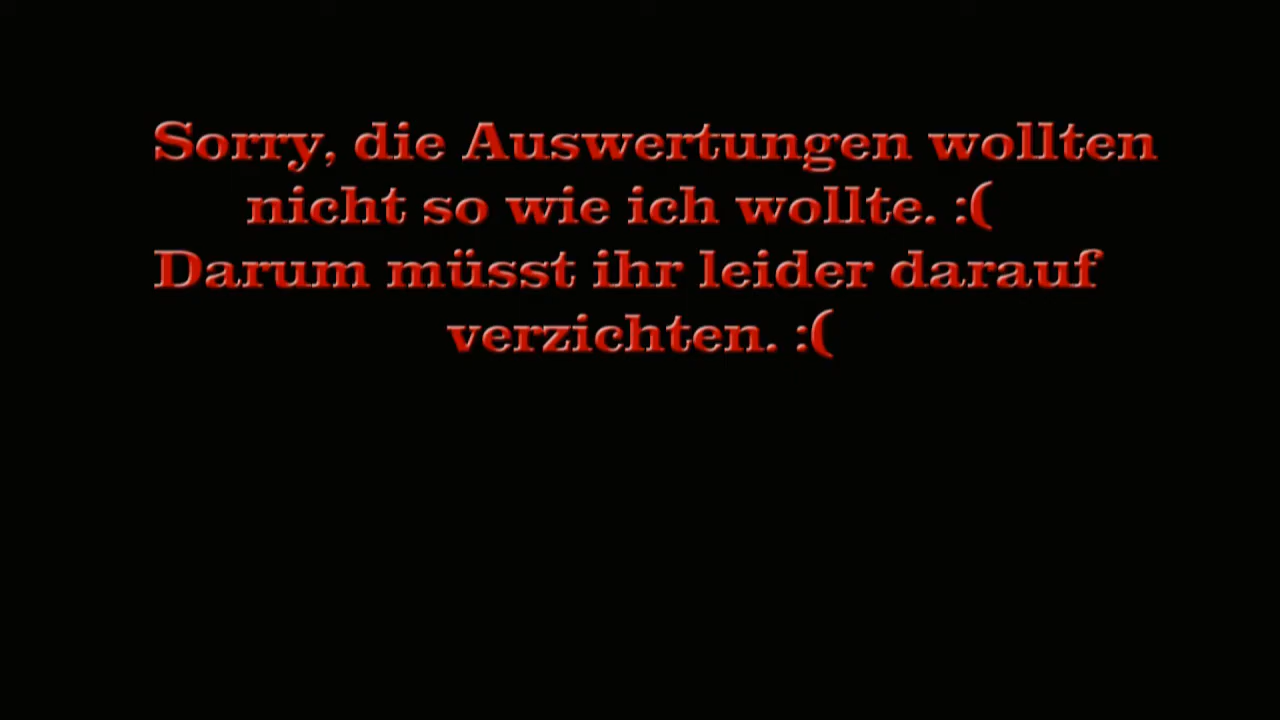 Sorry, die Auswertungen wollten
nicht so wie ich wollte. :(
Darum müsst ihr leider darauf
verzichten. :(